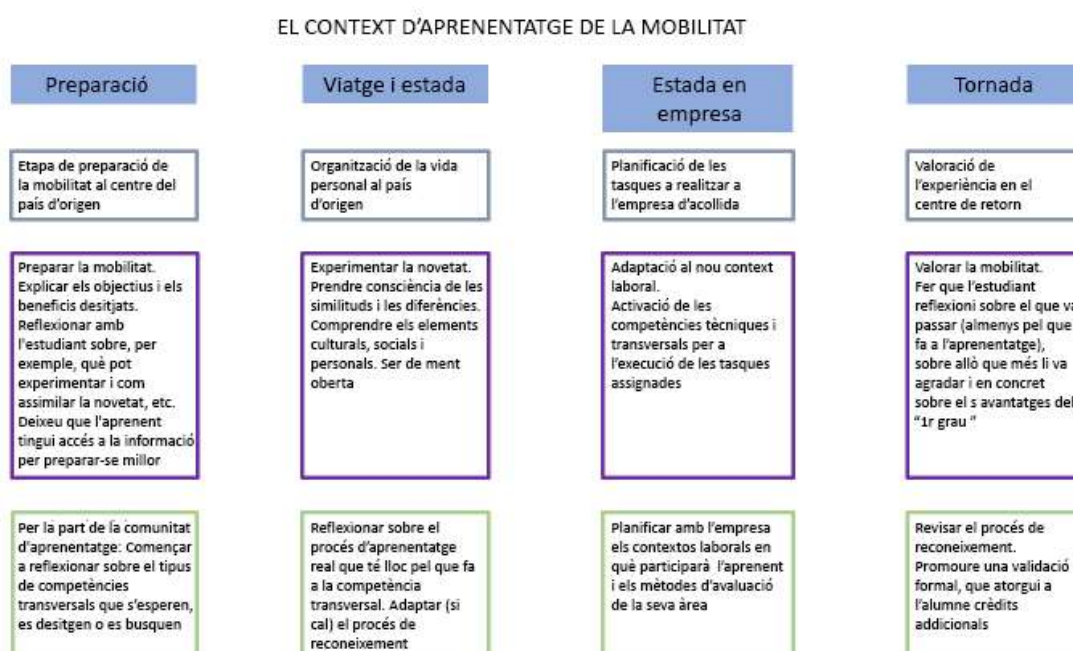 EL CONTEXT D'APRENENTATGE DE LA MOBILITAT
Preparació
Etapa de preparació de
la mobilitat al centre del
país d'origen
Preparar la mobilitat.
Explicar els objectius i els
beneficis desitjats.
Reflexionar amb
l'estudiant sobre, per
exemple, què pot
experimentar i com
assimilar la novetat, etc.
Deixeu que l'aprenent
tingui accés a la informació
per preparar-se millor
Per la part de la comunitat
d'aprenentatge: Començar
a reflexionar sobre el tipus
de competències
transversals que s'esperen,
es desitgen o es busquen
Viatge i estada
Organització de la vida
personal al país
d'origen
Experimentar la novetat.
Prendre consciència de les
similituds i les diferències.
Comprendre els elements
culturals, socials i
personals. Ser de ment
oberta
Reflexionar sobre el
procés d'aprenentatge
real que té lloc pel que fa
a la competència
transversal. Adaptar (si
cal) el procés de
reconeixement
Estada en
empresa
Planificació de les
tasques a realitzar a
l'empresa d'acollida
Adaptació al nou context
laboral.
Activació de les
competències tècniques i
transversals per a
l'execució de les tasques
assignades
Planificar amb l'empresa
els contextos laborals en
què participarà l'aprenent
i els mètodes d'avaluació
de la seva àrea
Tornada
Valoració de
l'experiència en el
centre de retorn
Valorar la mobilitat.
Fer que l'estudiant
reflexioni sobre el que va
passar (almenys pel que
fa a l'aprenentatge),
sobre allò que més li va
agradar i en concret
sobre el s avantatges del
"1r grau "
Revisar el procés de
reconeixement.
Promoure una validació
formal, que atorgui a
l'alumne crèdits
addicionals